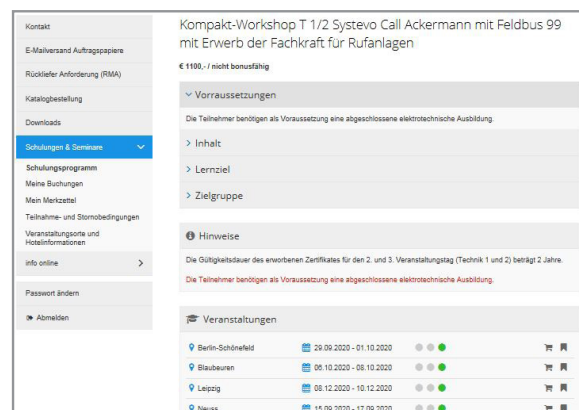 Kontakt
E-Mailversand Auftragspapiere
Rückliefer Anforderung (RMA)
Katalogbestellung
Downloads
Schulungen & Seminare
Schulungsprogramm
Meine Buchungen
Mein Merkzettel
Teilnahme- und Stornobedingungen
Veranstaltungsorte und
Hotelinformationen
info online
Passwort ändern
Abmelden
Kompakt-Workshop T 1/2 Systevo Call Ackermann mit Feldbus 99
mit Erwerb der Fachkraft für Rufanlagen
€ 1100,- / nicht bonusfähig
Vorraussetzungen
Die Teilnehmer benötigen als Voraussetzung eine abgeschlossene elektrotechnische Ausbildung.
Inhalt
Lernziel
Zielgruppe
Hinweise
Die Gültigkeitsdauer des erworbenen Zertifikates für den 2. und 3. Veranstaltungstag (Technik 1 und 2) beträgt 2 Jahre.
Die Teilnehmer benötigen als Voraussetzung eine abgeschlossene elektrotechnische Ausbildung.
Veranstaltungen
Berlin-Schönefeld 29.09.2020 - 01.10.2020
Blaubeuren 06.10.2020 - 08.10.2020
Leipzig 08.12.2020 - 10.12.2020
Neuss 15.09.2020 - 17.09.2020